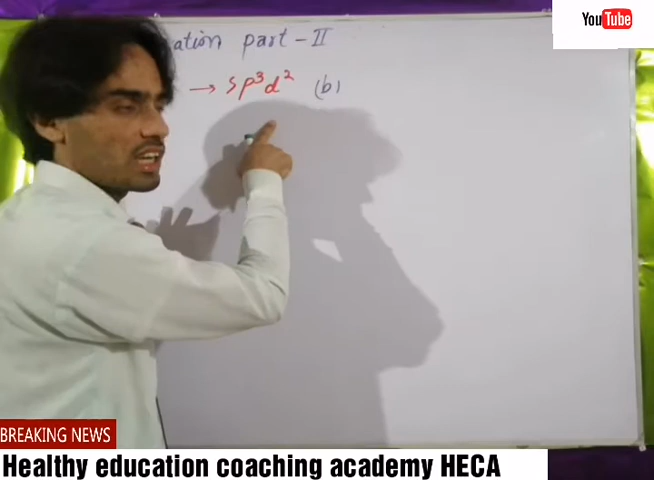 YouTube
ation part - II
→ sp³d² (b)
BREAKING NEWS
Healthy education coaching academy HECA